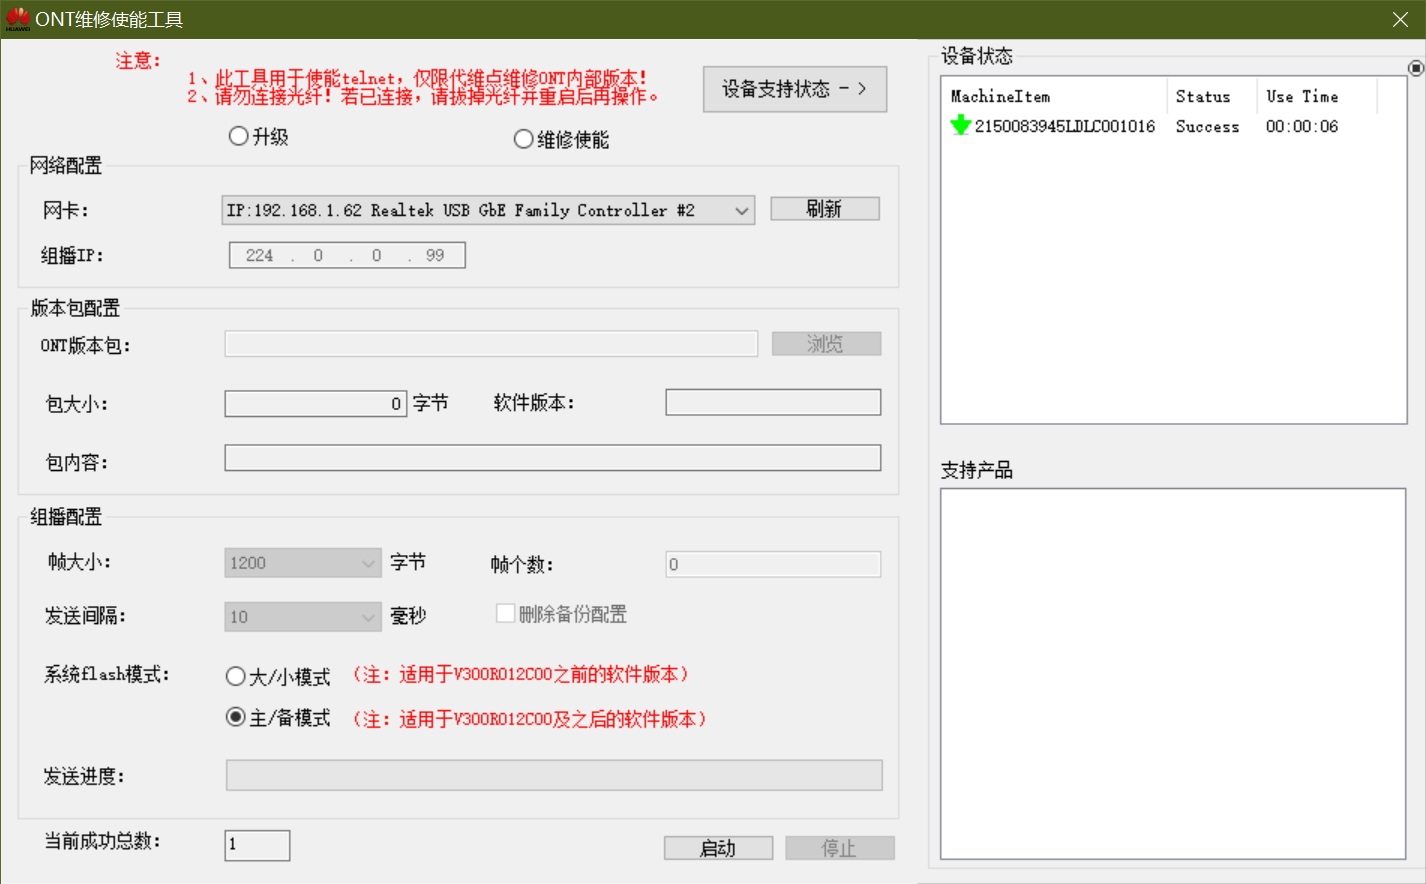 ONT维修使能工具
注意:
1、此工具用于使能telnet，仅限代维点维修ONT内部版本!
2、请勿连接光纤! 若已连接，请拔掉光纤并重启后再操作。
设备支持状态 - >
升级
维修使能
网络配置
网卡:
IP:192.168.1.62 Realtek USB GbE Family Controller #2
刷新
组播IP:
224 . 0 . 0 . 99
版本包配置
ONT版本包:
浏览
包大小:
0
字节
软件版本:
包内容:
组播配置
帧大小:
1200
字节
帧个数:
0
发送间隔:
10
毫秒
删除备份配置
系统flash模式:
大/小模式
（注: 适用于V300R012C00之前的软件版本）
主/备模式
（注: 适用于V300R012C00及之后的软件版本）
发送进度:
当前成功总数:
1
启动
停止
设备状态
MachineItem Status Use Time
2150083945LDLC001016 Success 00:00:06
支持产品